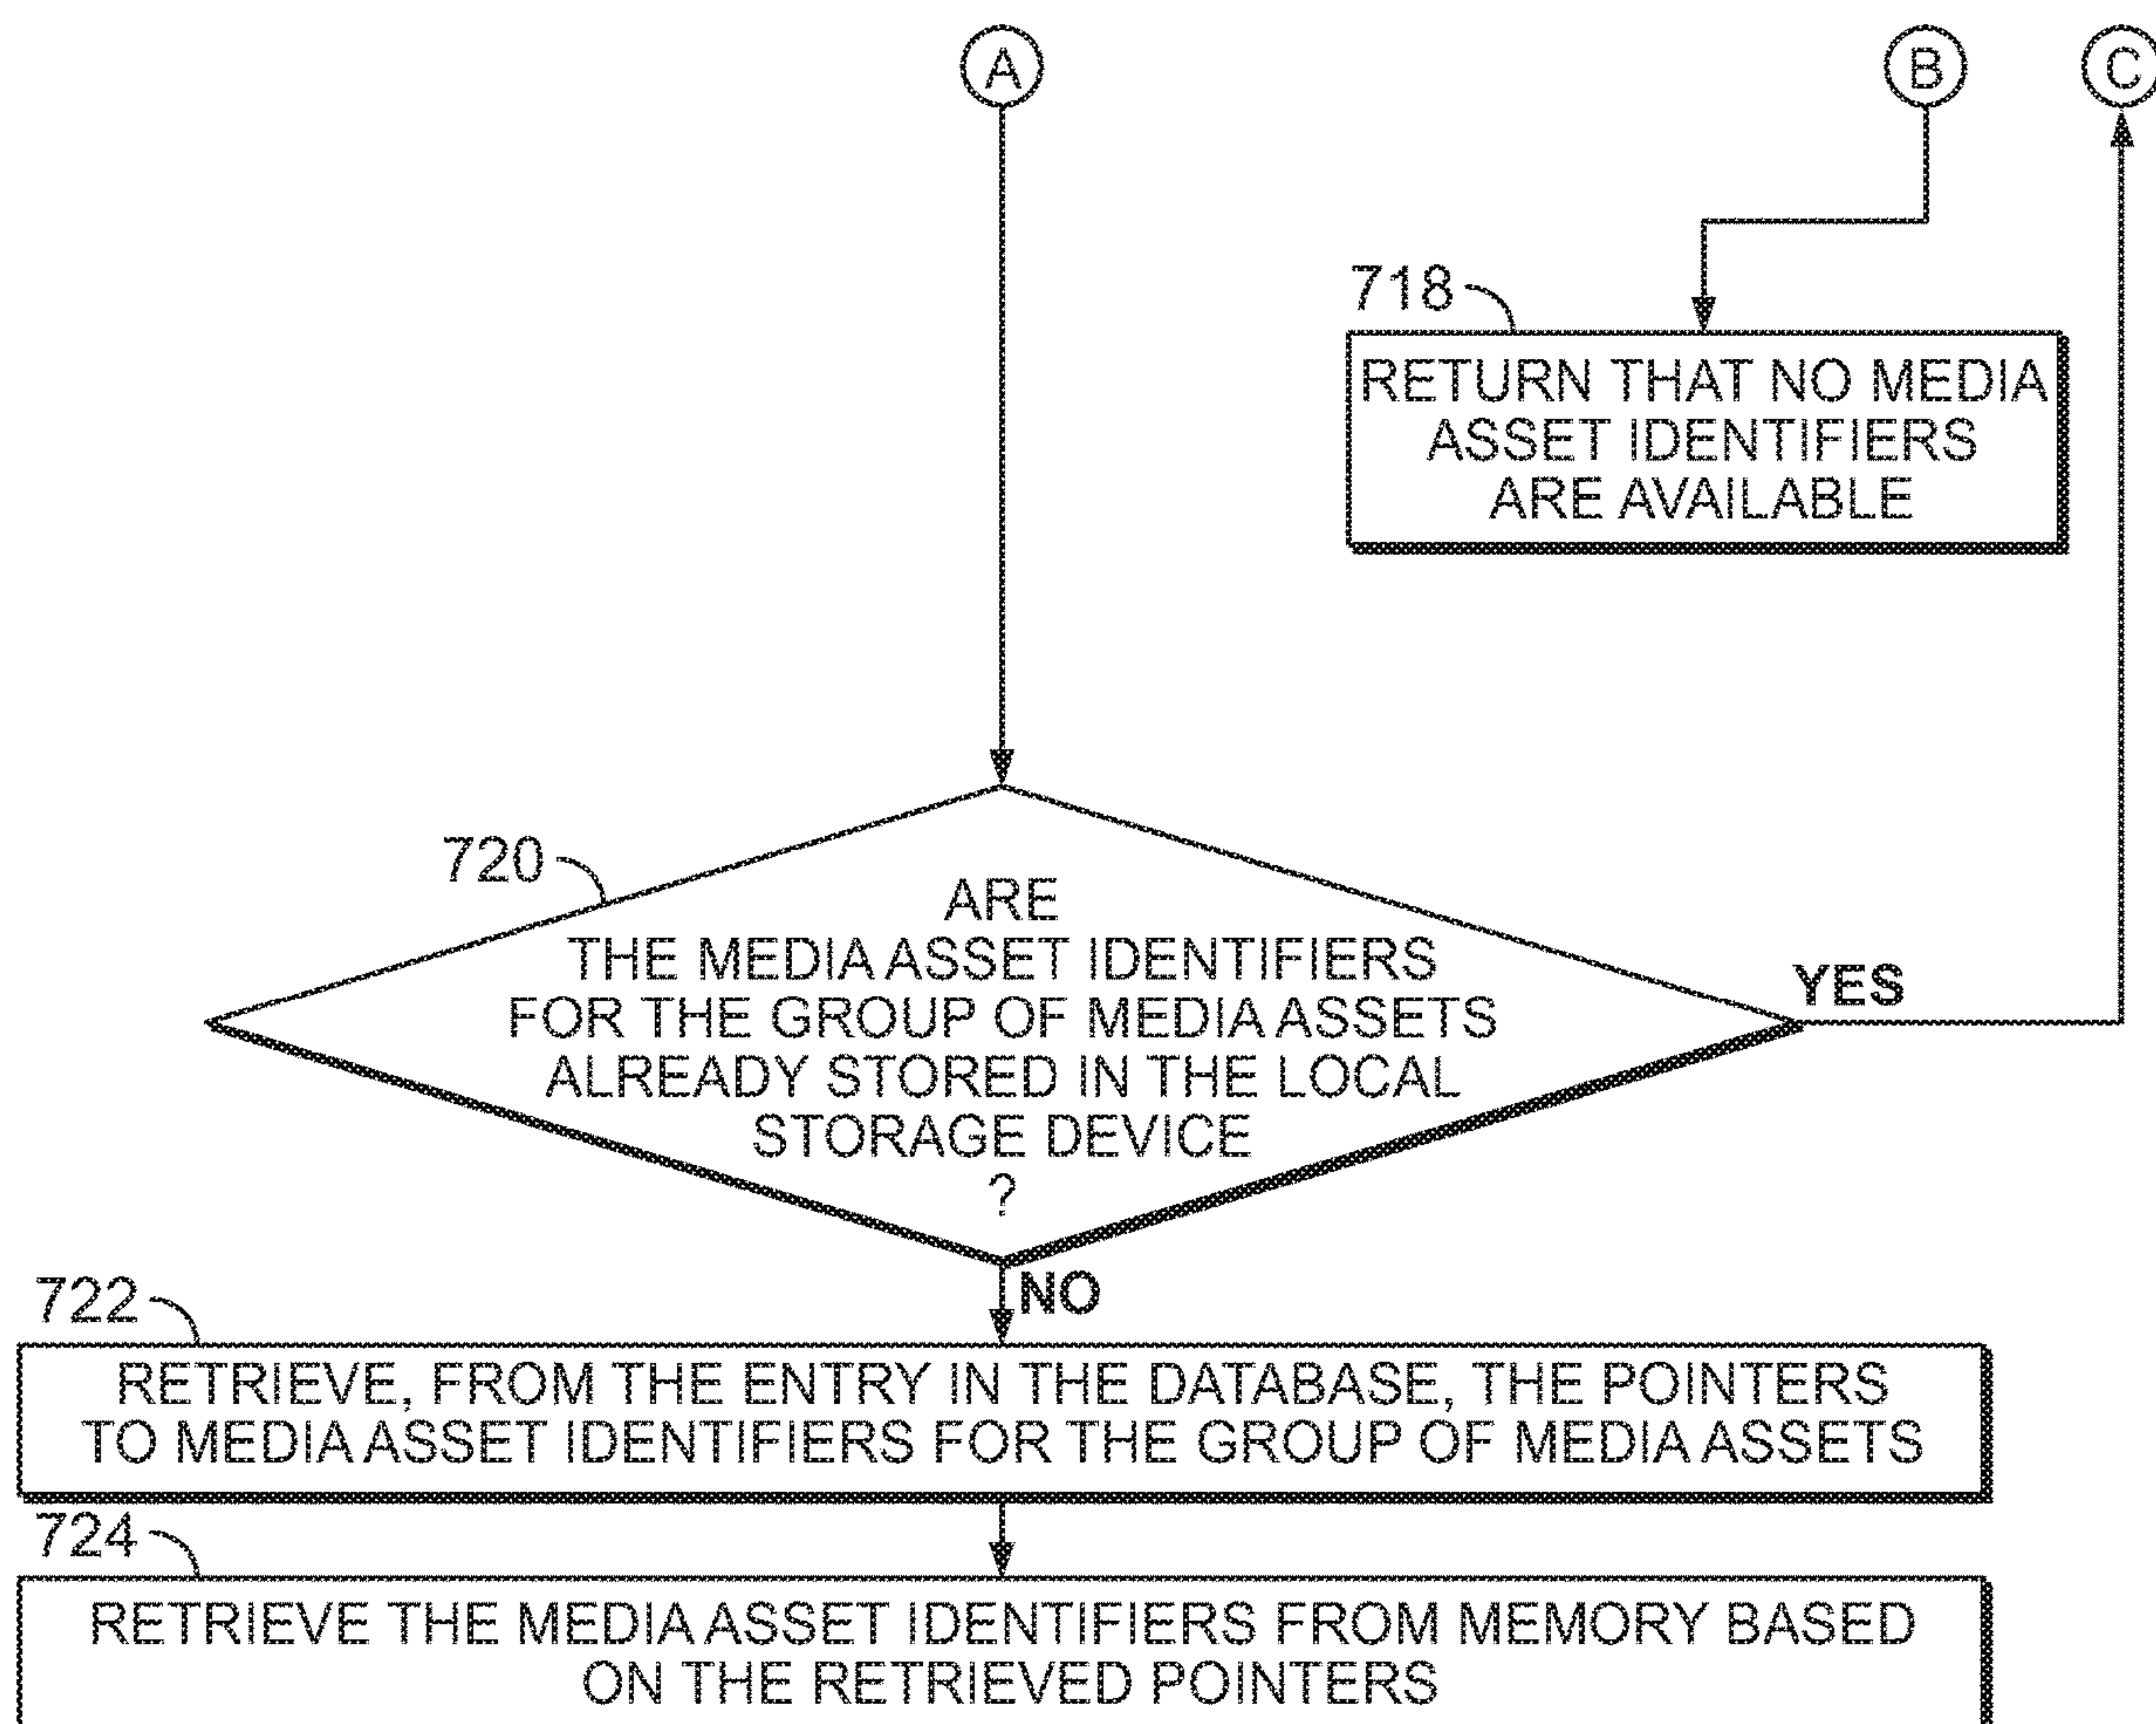 A
B
C
718
RETURN THAT NO MEDIA
ASSET IDENTIFIERS
ARE AVAILABLE
720
ARE
THE MEDIA ASSET IDENTIFIERS
FOR THE GROUP OF MEDIA ASSETS
ALREADY STORED IN THE LOCAL
STORAGE DEVICE
?
YES
NO
722
RETRIEVE, FROM THE ENTRY IN THE DATABASE, THE POINTERS
TO MEDIA ASSET IDENTIFIERS FOR THE GROUP OF MEDIA ASSETS
724
RETRIEVE THE MEDIA ASSET IDENTIFIERS FROM MEMORY BASED
ON THE RETRIEVED POINTERS